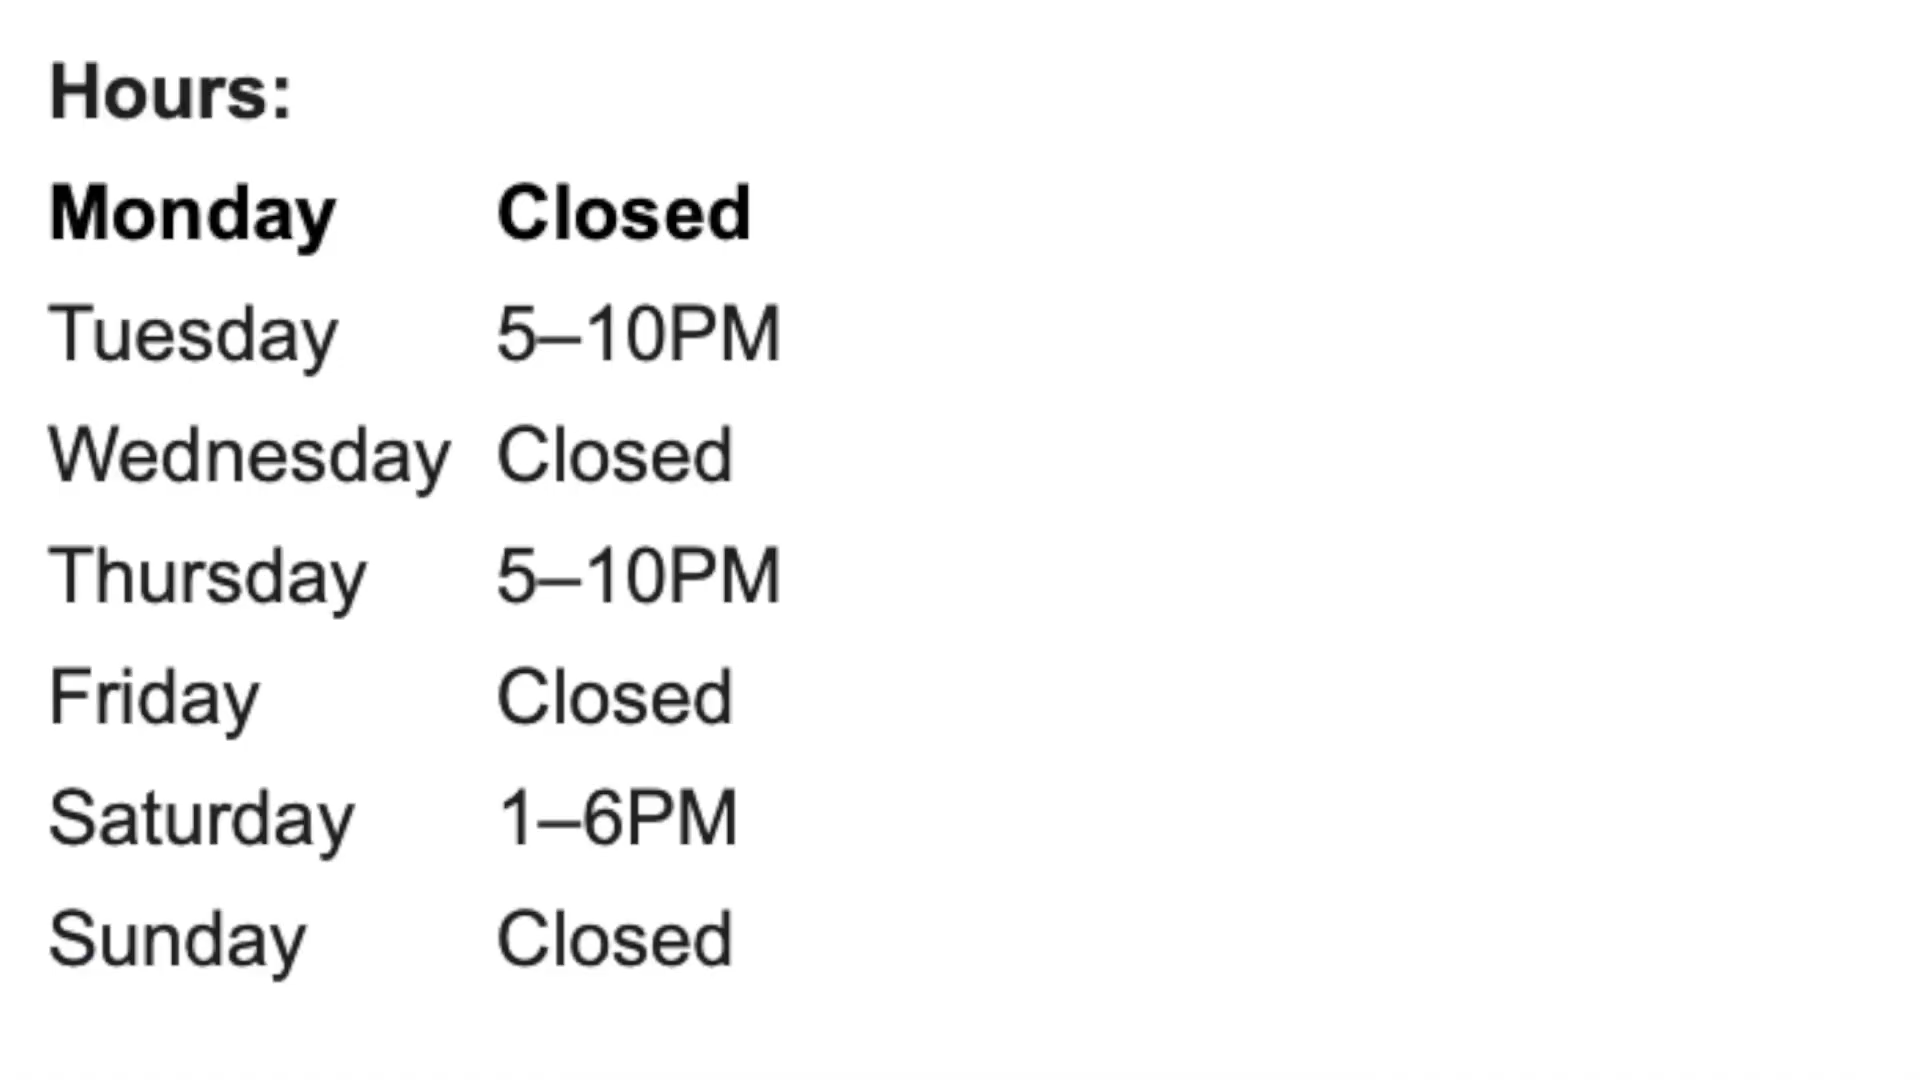 Hours:
Monday Closed
Tuesday 5–10PM
Wednesday Closed
Thursday 5–10PM
Friday Closed
Saturday 1–6PM
Sunday Closed